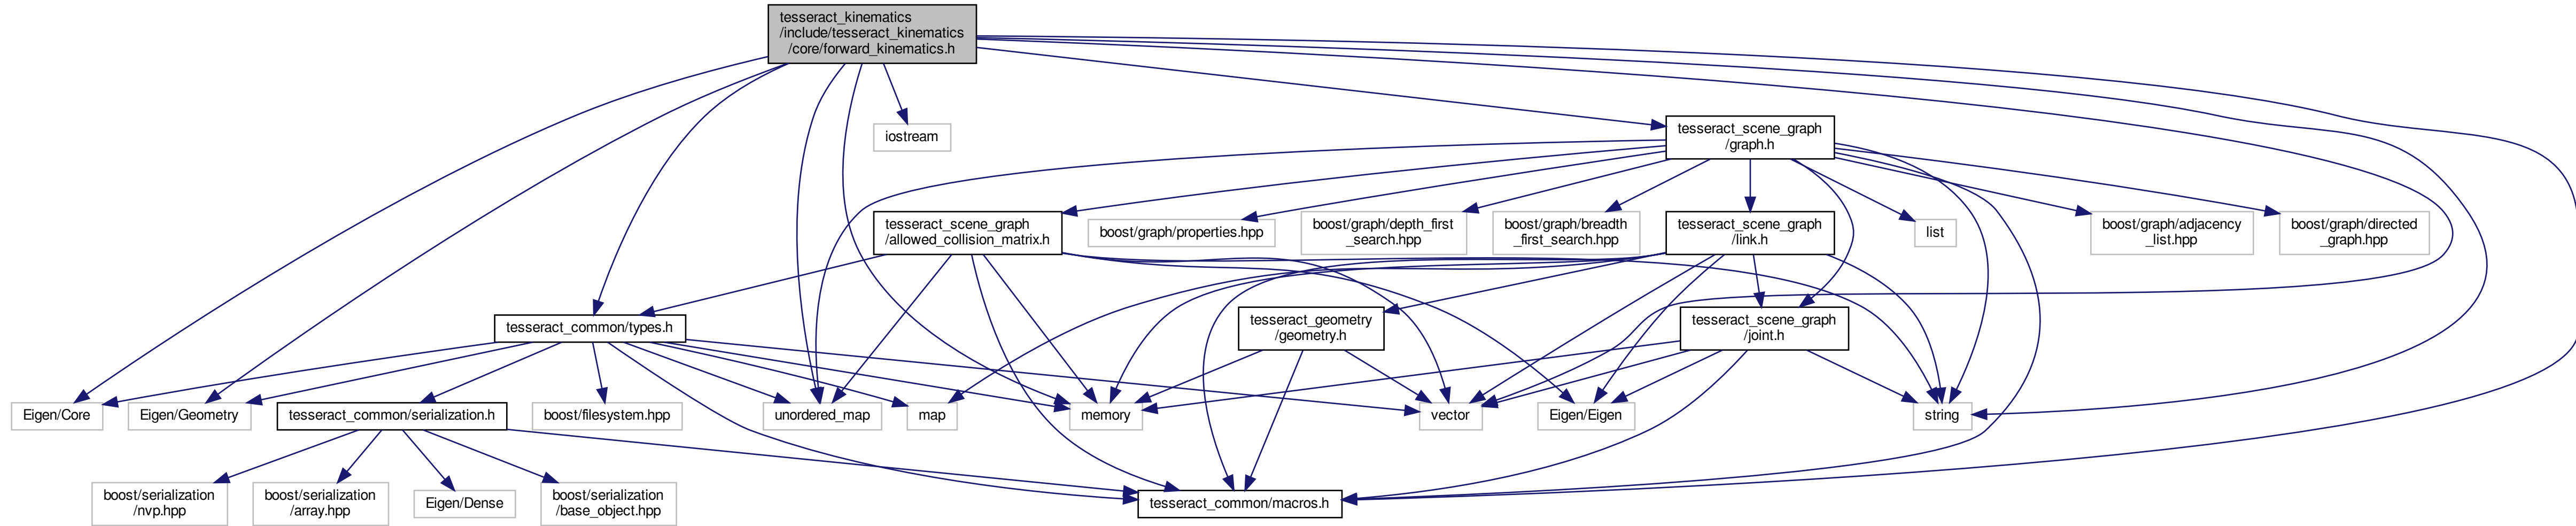 tesseract_kinematics
/include/tesseract_kinematics
/core/forward_kinematics.h
iostream
tesseract_scene_graph
/graph.h
tesseract_scene_graph
/allowed_collision_matrix.h
boost/graph/properties.hpp
boost/graph/depth_first
_search.hpp
boost/graph/breadth
_first_search.hpp
tesseract_scene_graph
/link.h
list
boost/graph/adjacency
_list.hpp
boost/graph/directed
_graph.hpp
tesseract_common/types.h
tesseract_geometry
/geometry.h
tesseract_scene_graph
/joint.h
Eigen/Core
Eigen/Geometry
tesseract_common/serialization.h
boost/filesystem.hpp
unordered_map
map
memory
vector
Eigen/Eigen
string
boost/serialization
/nvp.hpp
boost/serialization
/array.hpp
Eigen/Dense
boost/serialization
/base_object.hpp
tesseract_common/macros.h